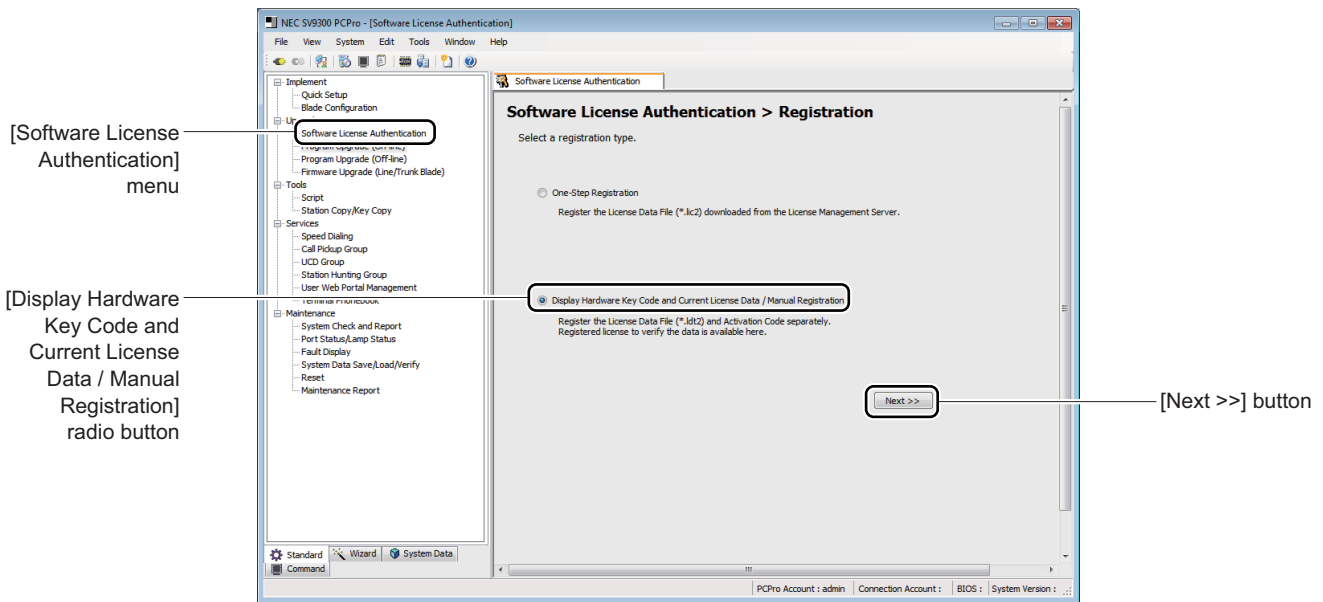 NEC SV9300 PCPro - [Software License Authentication]
File View System Edit Tools Window Help
Implement
Quick Setup
Blade Configuration
Software License Authentication
Program Upgrade (On-line)
Program Upgrade (Off-line)
Firmware Upgrade (Line/Trunk Blade)
Tools
Script
Station Copy/Key Copy
Services
Speed Dialing
Call Pickup Group
UCD Group
Station Hunting Group
User Web Portal Management
Terminal Phonebook
Maintenance
System Check and Report
Port Status/Lamp Status
Fault Display
System Data Save/Load/Verify
Reset
Maintenance Report
Standard Wizard System Data
Command
Software License Authentication
Software License Authentication > Registration
Select a registration type.
One-Step Registration
Register the License Data File (*.lic2) downloaded from the License Management Server.
Display Hardware Key Code and Current License Data / Manual Registration
Register the License Data File (*.ldt2) and Activation Code separately.
Registered license to verify the data is available here.
Next >>
PCPro Account : admin Connection Account : BIOS : System Version :
[Software License
Authentication]
menu
[Display Hardware
Key Code and
Current License
Data / Manual
Registration]
radio button
[Next >>] button